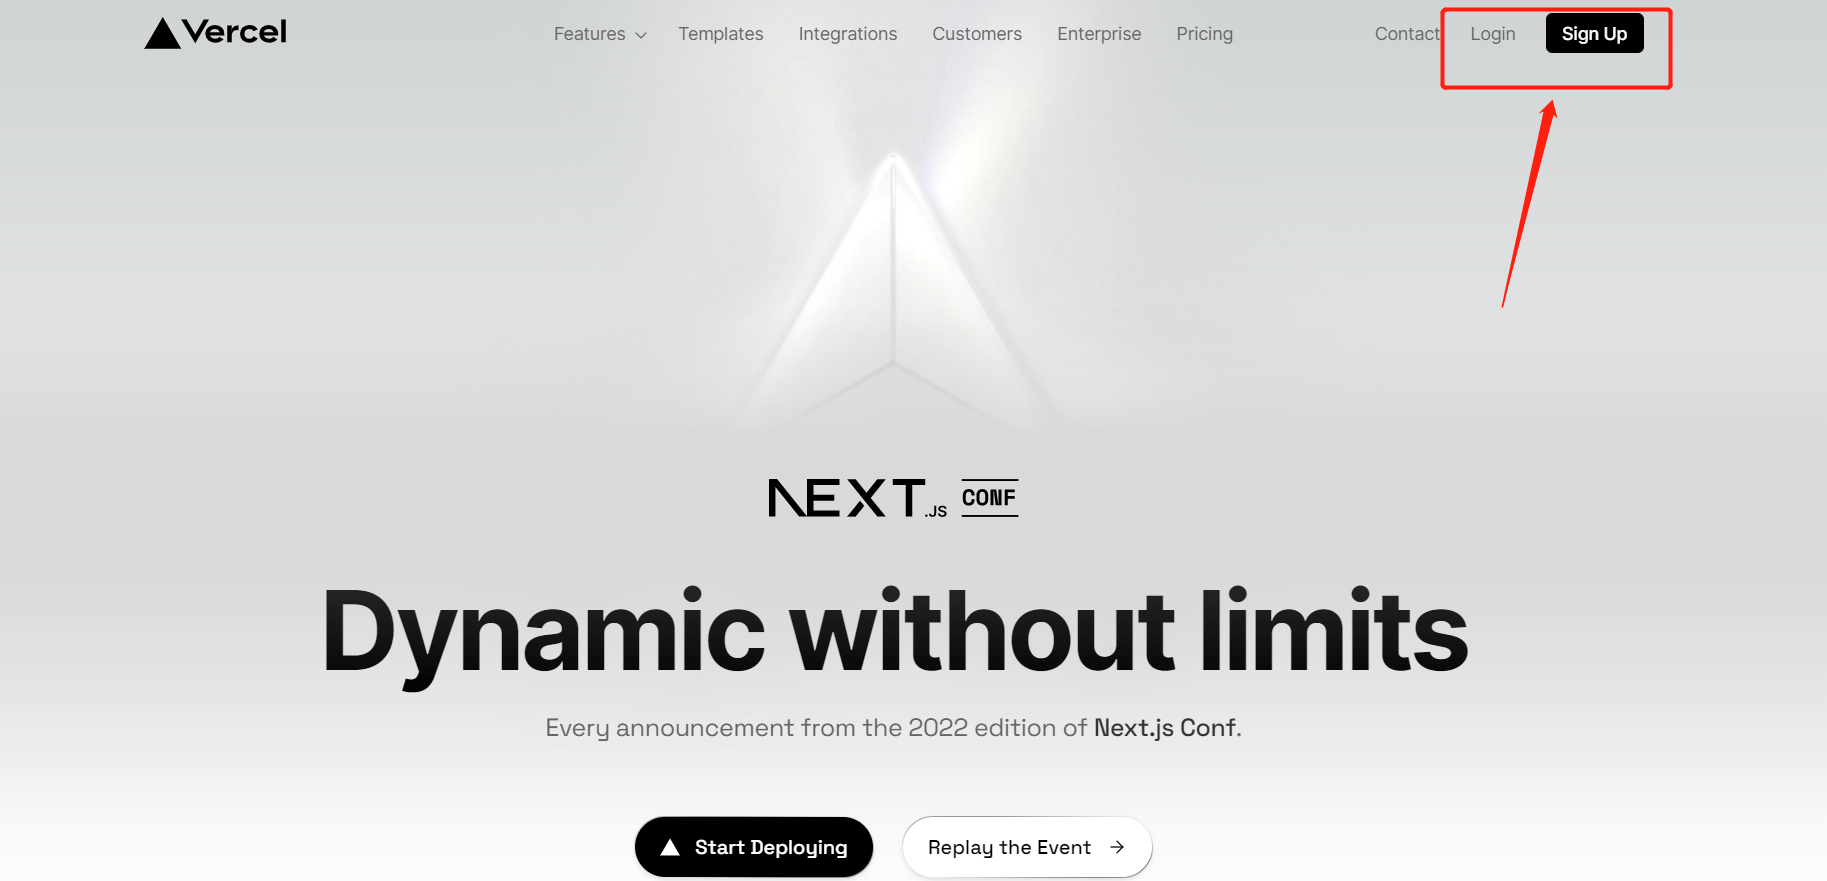 Vercel Features Templates Integrations Customers Enterprise Pricing Contact Login Sign Up
NEXT.JS CONF
Dynamic without limits
Every announcement from the 2022 edition of Next.js Conf.
Start Deploying Replay the Event →